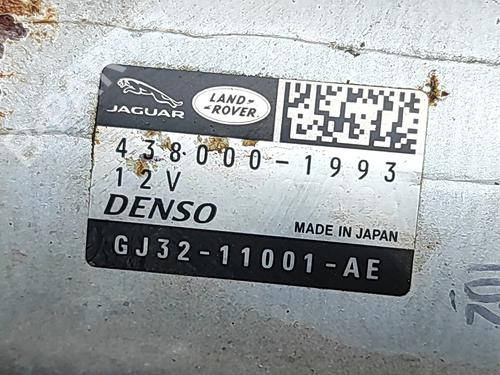 JAGUAR
LAND
ROVER
438000-1993
12V
DENSO
MADE IN JAPAN
GJ32-11001-AE